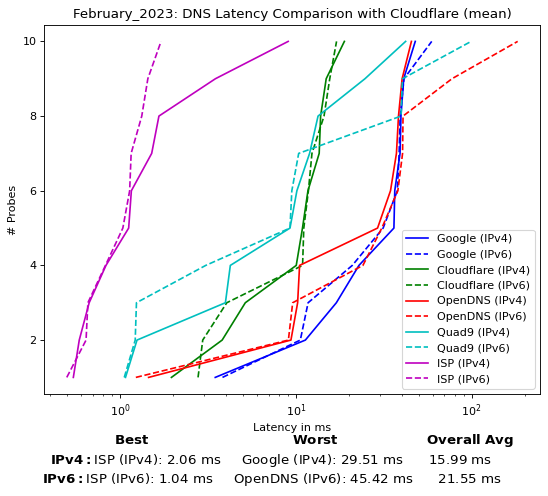 February_2023: DNS Latency Comparison with Cloudflare (mean)
10
8
6
4
2
# Probes
Google (IPv4)
Google (IPv6)
Cloudflare (IPv4)
Cloudflare (IPv6)
OpenDNS (IPv4)
OpenDNS (IPv6)
Quad9 (IPv4)
Quad9 (IPv6)
ISP (IPv4)
ISP (IPv6)
10⁰ 10¹ 10²
Latency in ms
Best Worst Overall Avg
IPv4: ISP (IPv4): 2.06 ms Google (IPv4): 29.51 ms 15.99 ms
IPv6: ISP (IPv6): 1.04 ms OpenDNS (IPv6): 45.42 ms 21.55 ms